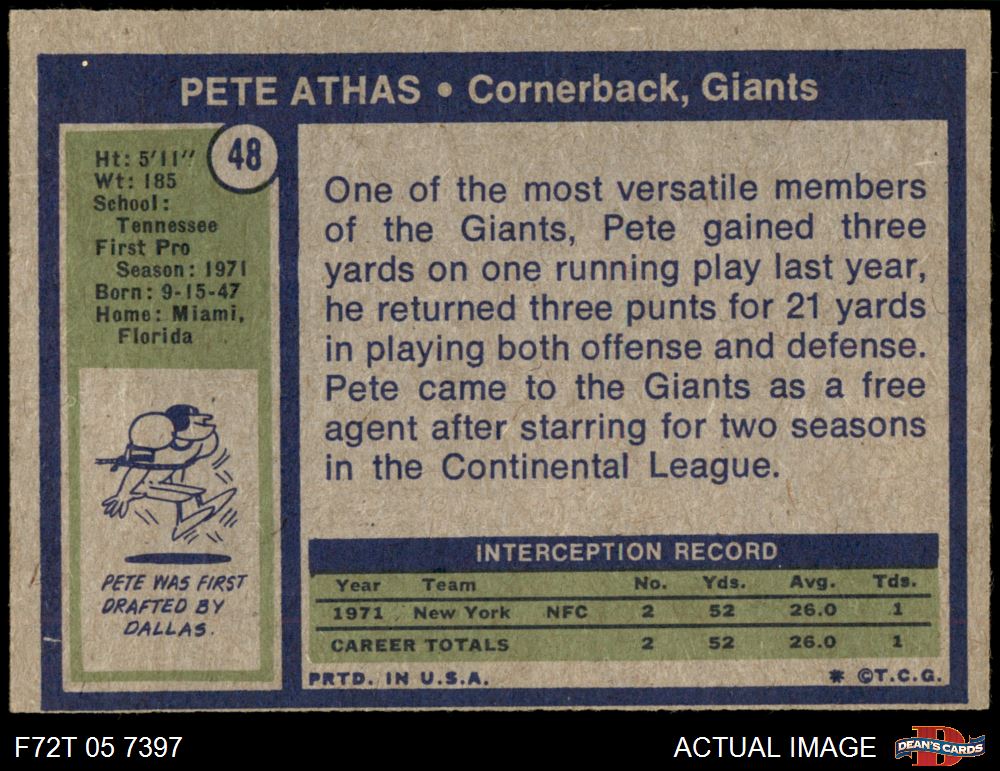 PETE ATHAS • Cornerback, Giants
48
Ht: 5'11"
Wt: 185
School:
Tennessee
First Pro
Season: 1971
Born: 9-15-47
Home: Miami,
Florida
PETE WAS FIRST
DRAFTED BY
DALLAS.
One of the most versatile members
of the Giants, Pete gained three
yards on one running play last year,
he returned three punts for 21 yards
in playing both offense and defense.
Pete came to the Giants as a free
agent after starring for two seasons
in the Continental League.
INTERCEPTION RECORD
Year Team No. Yds. Avg. Tds.
1971 New York NFC 2 52 26.0 1
CAREER TOTALS 2 52 26.0 1
PRTD. IN U.S.A. * ©T.C.G.
F72T 05 7397 ACTUAL IMAGE
D
DEAN'S CARDS